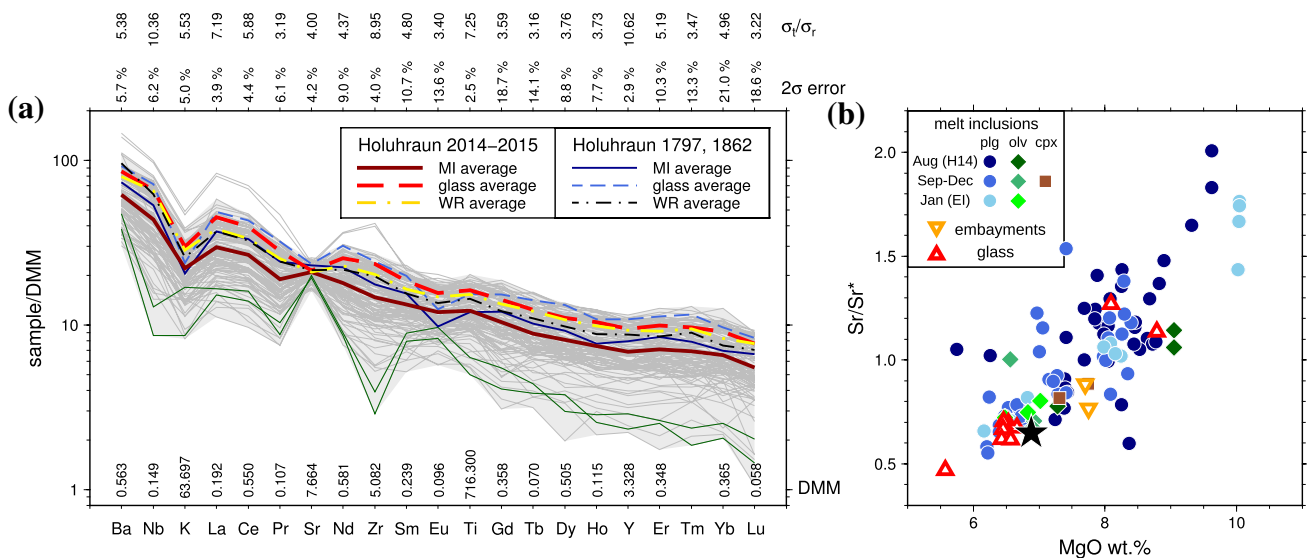 5.38 10.36 5.53 7.19 5.88 3.19 4.00 4.37 8.95 4.80 3.40 7.25 3.59 3.16 3.76 3.73 10.62 5.19 3.47 4.96 3.22 σt/σr
5.7 % 6.2 % 5.0 % 3.9 % 4.4 % 6.1 % 4.2 % 9.0 % 4.0 % 10.7 % 13.6 % 2.5 % 18.7 % 14.1 % 8.8 % 7.7 % 2.9 % 10.3 % 13.3 % 21.0 % 18.6 % 2σ error
(a)
sample/DMM
100
10
1
Holuhraun 2014−2015
MI average
glass average
WR average
Holuhraun 1797, 1862
MI average
glass average
WR average
0.563 0.149 63.697 0.192 0.550 0.107 7.664 0.581 5.082 0.239 0.096 716.300 0.358 0.070 0.505 0.115 3.328 0.348 0.365 0.058 DMM
Ba Nb K La Ce Pr Sr Nd Zr Sm Eu Ti Gd Tb Dy Ho Y Er Tm Yb Lu
(b)
Sr/Sr*
2.0
1.5
1.0
0.5
melt inclusions
plg olv cpx
Aug (H14)
Sep-Dec
Jan (EI)
embayments
glass
6 8 10
MgO wt.%